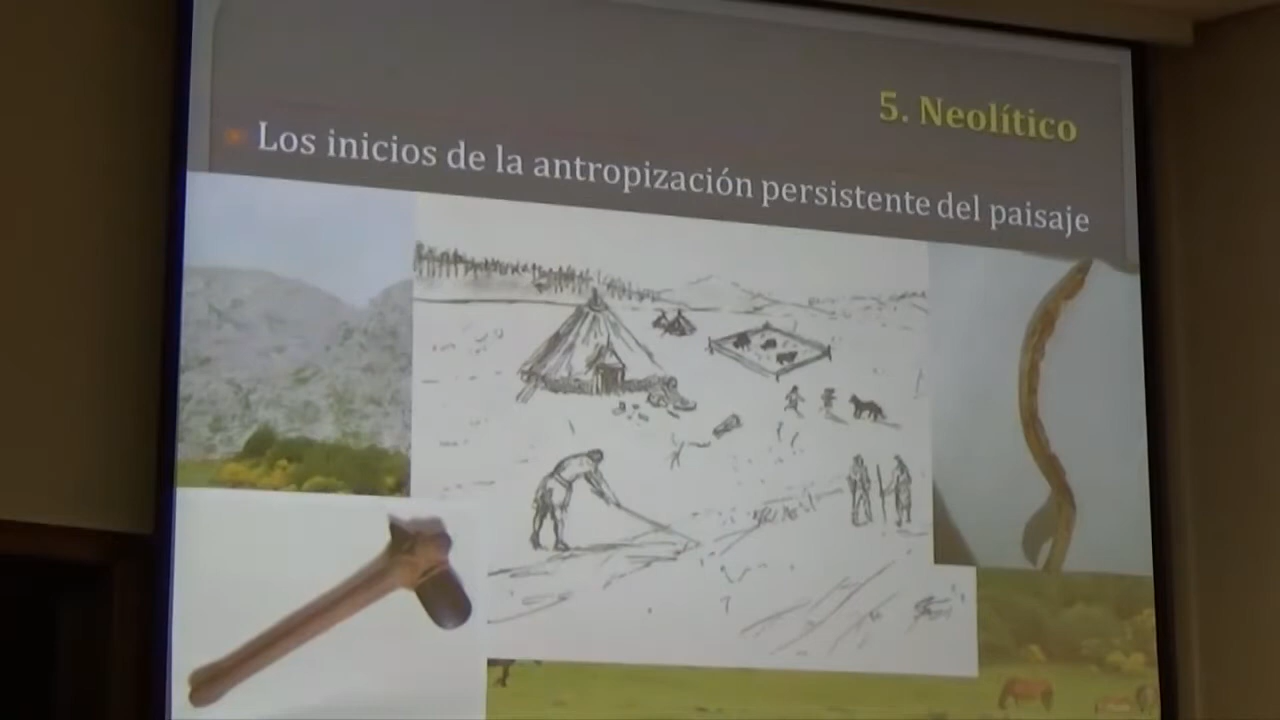 5. Neolítico
Los inicios de la antropización persistente del paisaje